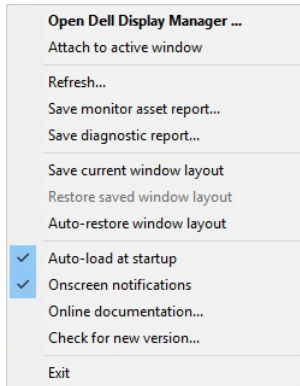 Open Dell Display Manager ...
Attach to active window
Refresh...
Save monitor asset report...
Save diagnostic report...
Save current window layout
Restore saved window layout
Auto-restore window layout
Auto-load at startup
Onscreen notifications
Online documentation...
Check for new version...
Exit